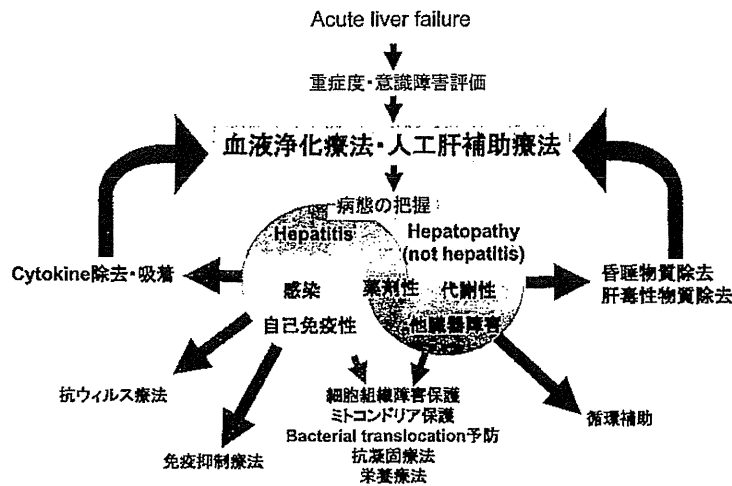 Acute liver failure
重症度・意識障害評価
血液浄化療法・人工肝補助療法
病態の把握
Hepatitis
Hepatopathy
(not hepatitis)
Cytokine除去・吸着
感染
薬剤性
代謝性
昏睡物質除去
肝毒性物質除去
自己免疫性
他臓器障害
抗ウィルス療法
細胞組織障害保護
ミトコンドリア保護
Bacterial translocation予防
抗凝固療法
栄養療法
循環補助
免疫抑制療法